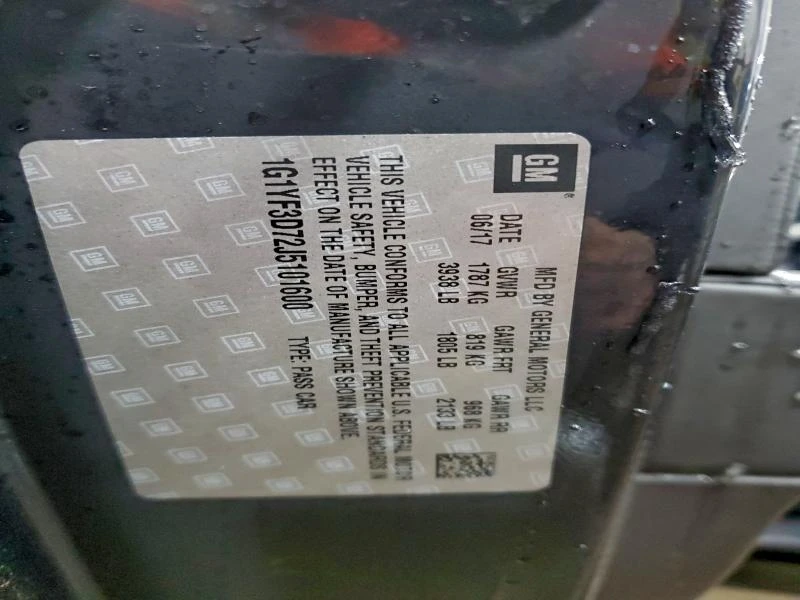 GM
MFD BY GENERAL MOTORS LLC
DATE GVWR GAWR FRT GAWR RR
06/17 1787 KG 819 KG 968 KG
3938 LB 1805 LB 2133 LB
THIS VEHICLE CONFORMS TO ALL APPLICABLE U.S. FEDERAL MOTOR
VEHICLE SAFETY, BUMPER, AND THEFT PREVENTION STANDARDS IN
EFFECT ON THE DATE OF MANUFACTURE SHOWN ABOVE.
1G1YF3D7225101600 TYPE: PASS CAR